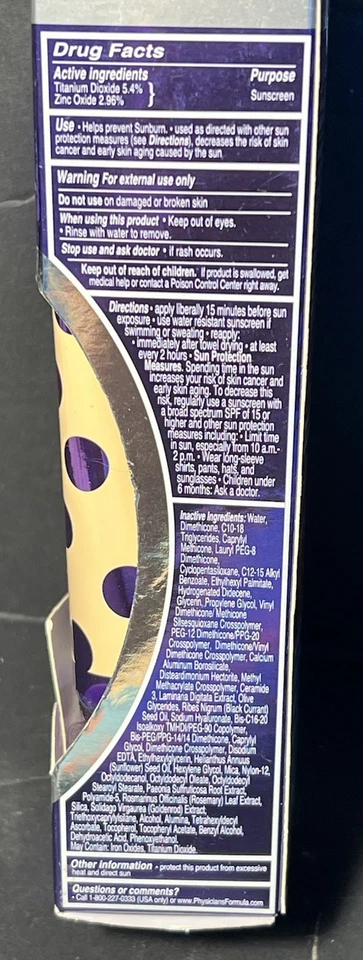 Drug Facts
Active Ingredients Purpose
Titanium Dioxide 5.4%
Zinc Oxide 2.96% } Sunscreen
Use • Helps prevent Sunburn. • used as directed with other sun
protection measures (see Directions), decreases the risk of skin
cancer and early skin aging caused by the sun.
Warning For external use only
Do not use on damaged or broken skin
When using this product • Keep out of eyes.
• Rinse with water to remove.
Stop use and ask doctor • if rash occurs.
Keep out of reach of children. If product is swallowed, get
medical help or contact a Poison Control Center right away.
Directions • apply liberally 15 minutes before sun
exposure • use water resistant sunscreen if
Swimming or sweating • reapply:
• immediately after towel drying • at least
every 2 hours • Sun Protection
Measures. Spending time in the sun
increases your risk of skin cancer and
early skin aging. To decrease this
risk, regularly use a sunscreen with
a broad spectrum SPF of 15 or
higher and other sun protection
measures including: • Limit time
in sun, especially from 10 a.m.-
2 p.m. • Wear long-sleeve
shirts, pants, hats, and
sunglasses • Children under
6 months: Ask a doctor.
Inactive Ingredients: Water,
Dimethicone, C10-18
Triglycerides, Caprylyl
Methicone, Lauryl PEG-8
Dimethicone,
Cyclopentasiloxane, C12-15 Alkyl
Benzoate, Ethylhexyl Palmitate,
Hydrogenated Didecene,
Glycerin, Propylene Glycol, Vinyl
Dimethicone/ Methicone
Silsesquioxane Crosspolymer,
PEG-12 Dimethicone/PPG-20
Crosspolymer, Dimethicone/Vinyl
Dimethicone Crosspolymer, Calcium
Aluminum Borosilicate,
Disteardimonium Hectorite, Methyl
Methacrylate Crosspolymer, Ceramide
3, Laminaria Digitata Extract, Olive
Glycerides, Ribes Nigrum (Black Currant)
Seed Oil, Sodium Hyaluronate, Bis-C16-20
Isoalkoxy TMHDI/PEG-90 Copolymer,
Bis-PEG/PPG-14/14 Dimethicone, Caprylyl
Glycol, Dimethicone Crosspolymer, Disodium
EDTA, Ethylhexylglycerin, Helianthus Annuus
(Sunflower) Seed Oil, Hexylene Glycol, Mica, Nylon-12,
Octyldodecanol, Octyldodecyl Oleate, Octyldodecyl
Stearoyl Stearate, Paeonia Suffruticosa Root Extract,
Polyamide-5, Rosmarinus Officinalis (Rosemary) Leaf Extract,
Silica, Solidago Virgaurea (Goldenrod) Extract,
Triethoxycaprylylsilane, Alcohol, Alumina, Tetrahexyldecyl
Ascorbate, Tocopherol, Tocopheryl Acetate, Benzyl Alcohol,
Dehydroacetic Acid, Phenoxyethanol.
May Contain: Iron Oxides, Titanium Dioxide.
Other information - protect this product from excessive
heat and direct sun
Questions or comments?
• Call 1-800-227-0333 (USA only) or www.PhysiciansFormula.com